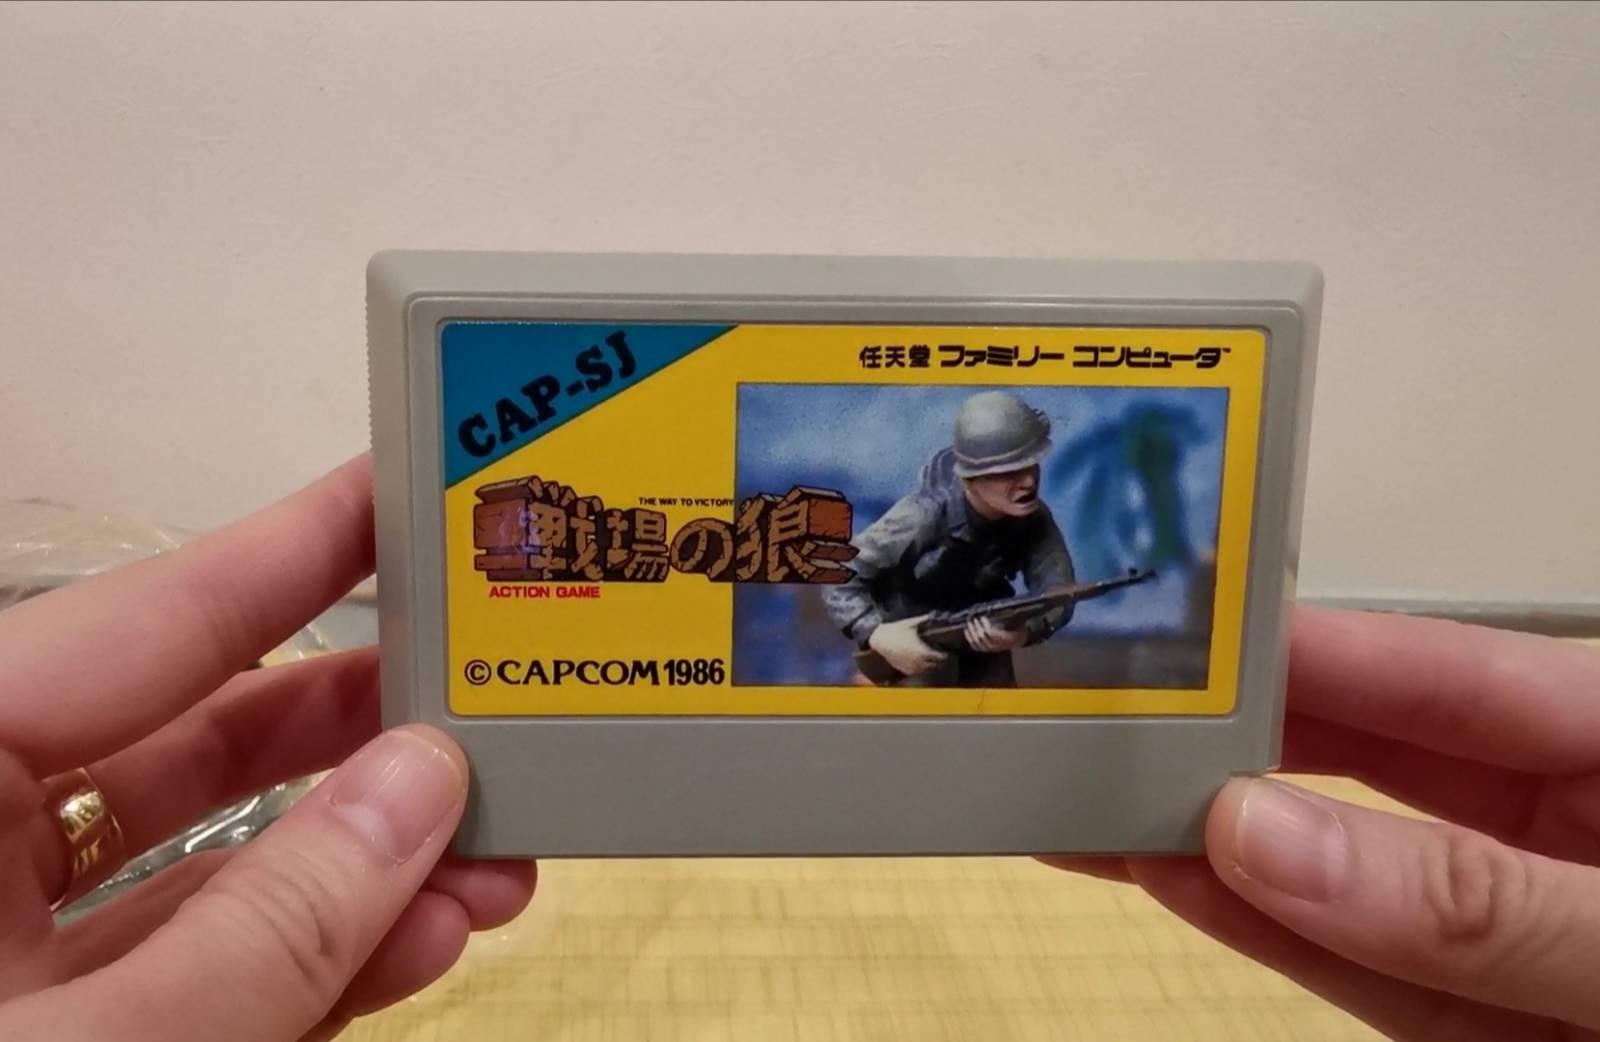 CAP-SJ
任天堂 ファミリー コンピュータ
THE WAY TO VICTORY
戦場の狼
ACTION GAME
© CAPCOM 1986